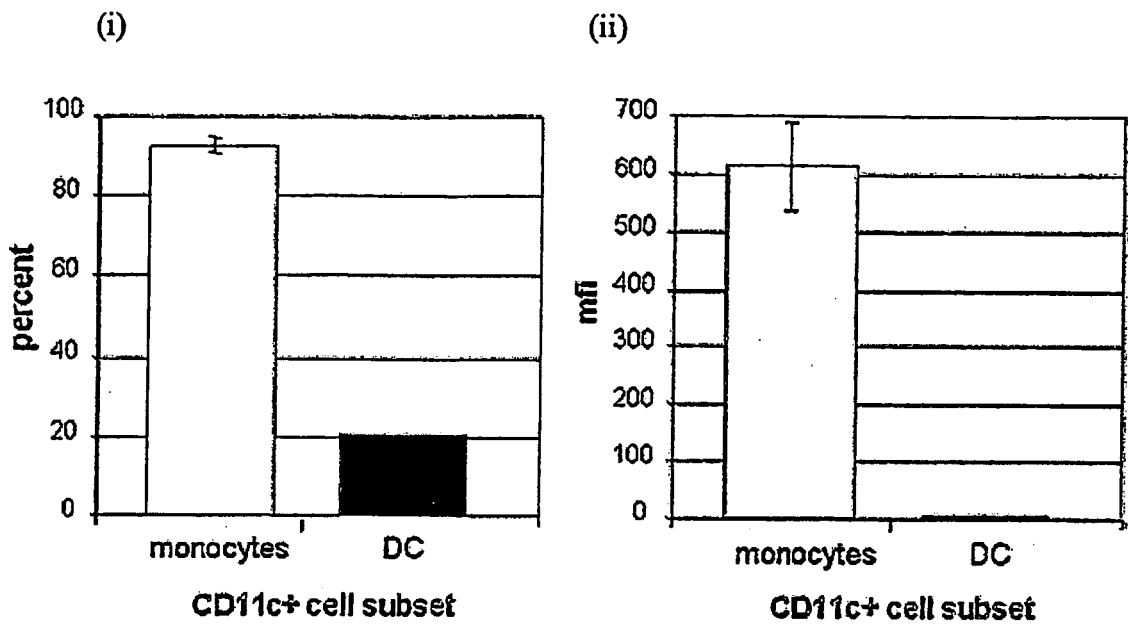 (i)
100
80
60
40
20
0
percent
monocytes DC
CD11c+ cell subset
(ii)
700
600
500
400
300
200
100
0
mfi
monocytes DC
CD11c+ cell subset